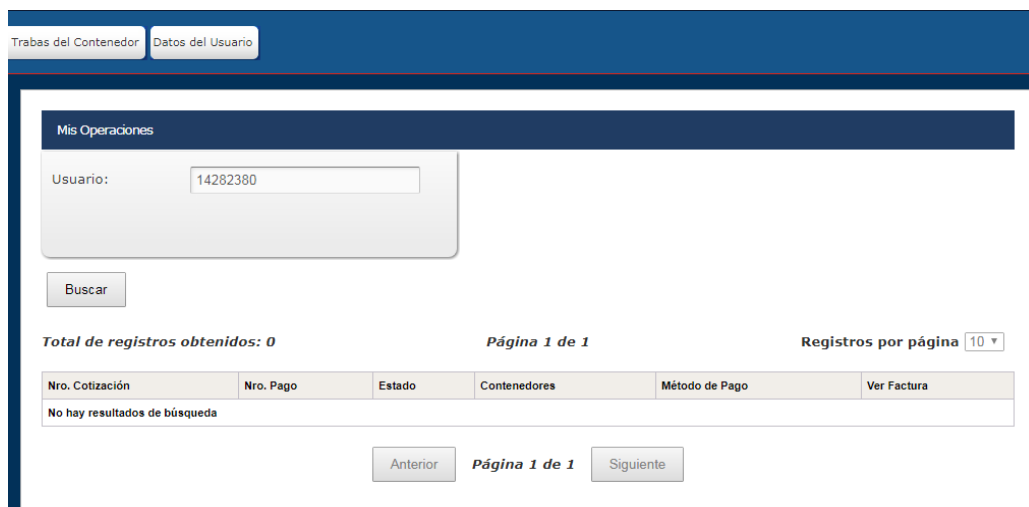 Trabas del Contenedor Datos del Usuario
Mis Operaciones
Usuario: 14282380
Buscar
Total de registros obtenidos: 0 Página 1 de 1 Registros por página 10
Nro. Cotización Nro. Pago Estado Contenedores Método de Pago Ver Factura
No hay resultados de búsqueda
Anterior Página 1 de 1 Siguiente